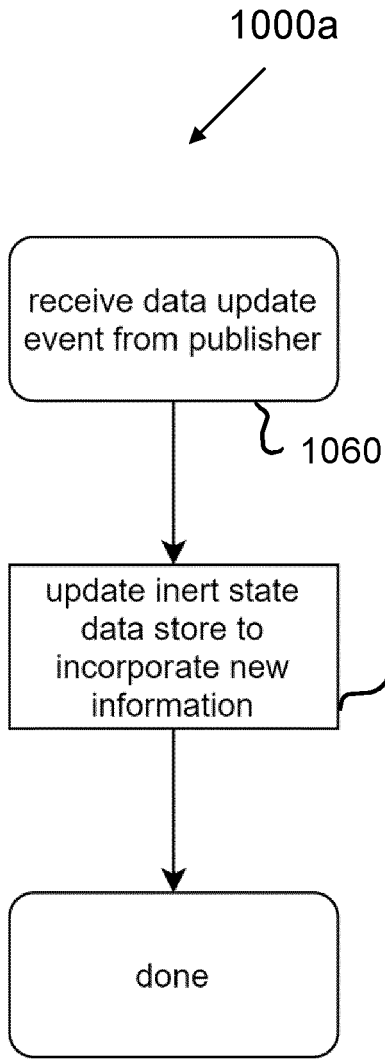 1000a
receive data update
event from publisher
1060
update inert state
data store to
incorporate new
information
done